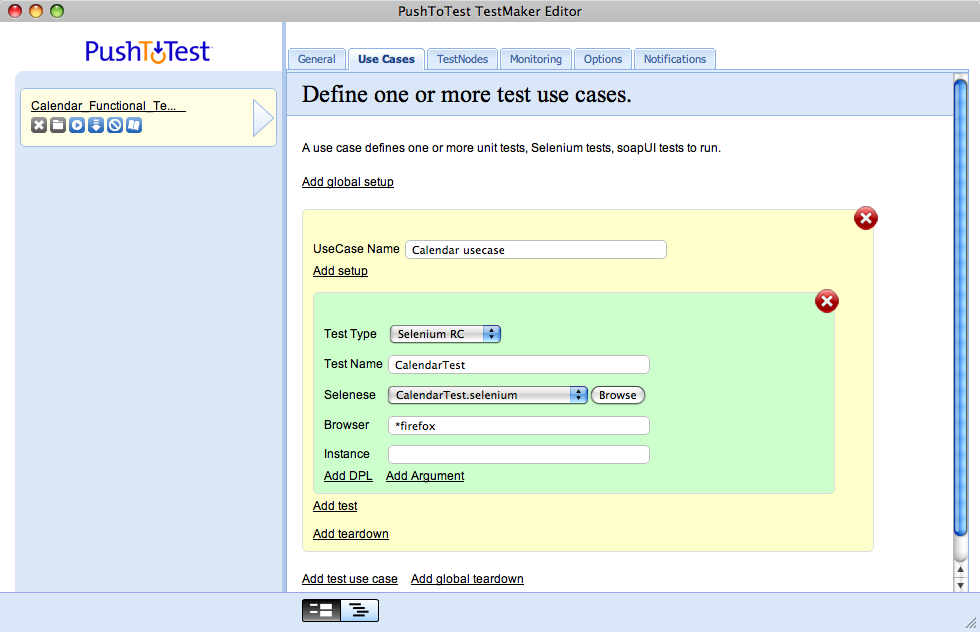 PushToTest TestMaker Editor
PushToTest
Calendar_Functional_Te...
General
Use Cases
TestNodes
Monitoring
Options
Notifications
Define one or more test use cases.
A use case defines one or more unit tests, Selenium tests, soapUI tests to run.
Add global setup
UseCase Name Calendar usecase
Add setup
Test Type Selenium RC
Test Name CalendarTest
Selenese CalendarTest.selenium Browse
Browser *firefox
Instance
Add DPL Add Argument
Add test
Add teardown
Add test use case Add global teardown